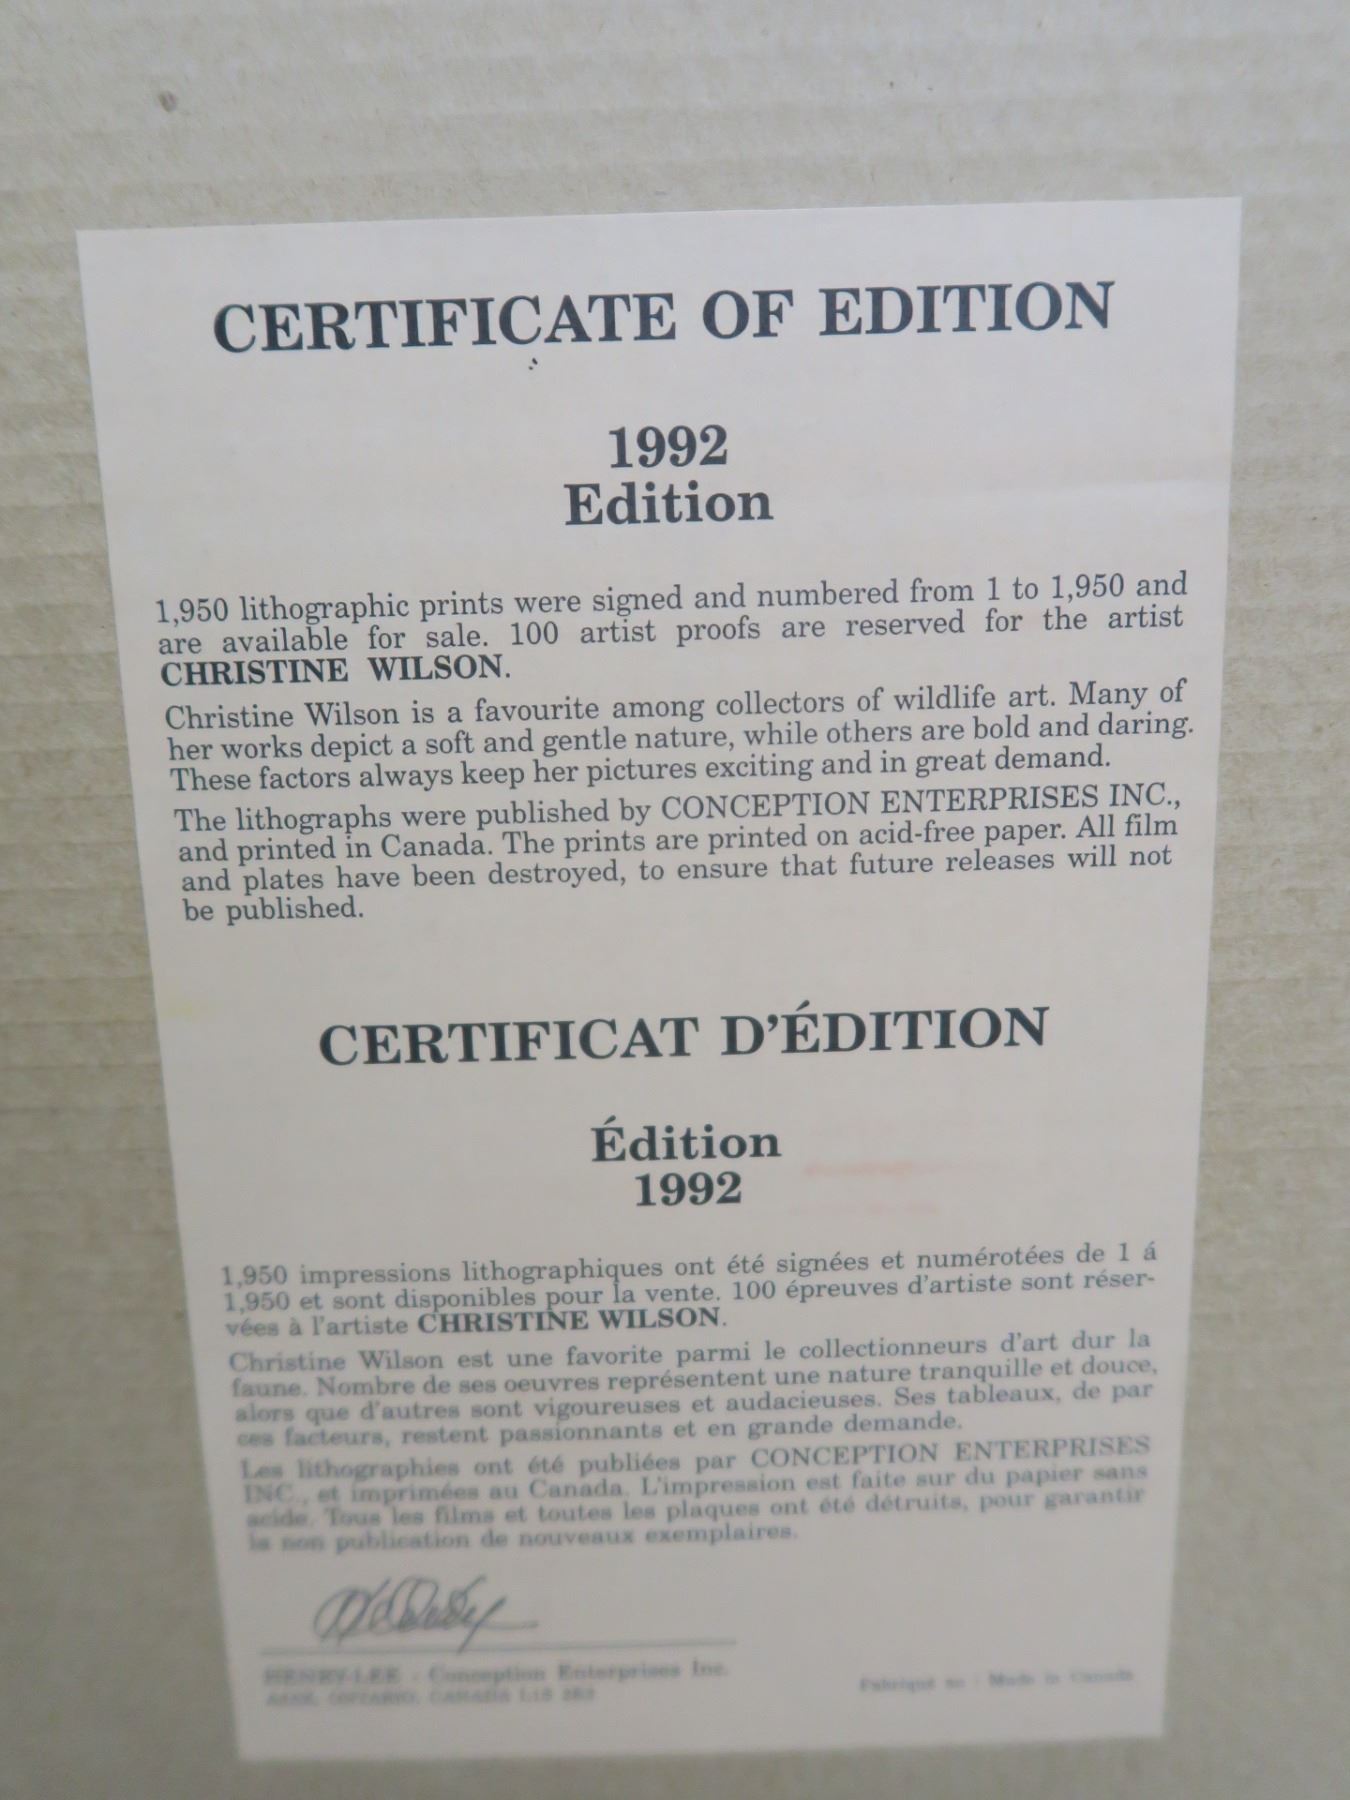 CERTIFICATE OF EDITION
1992
Edition
1,950 lithographic prints were signed and numbered from 1 to 1,950 and
are available for sale. 100 artist proofs are reserved for the artist
CHRISTINE WILSON.
Christine Wilson is a favourite among collectors of wildlife art. Many of
her works depict a soft and gentle nature, while others are bold and daring.
These factors always keep her pictures exciting and in great demand.
The lithographs were published by CONCEPTION ENTERPRISES INC.,
and printed in Canada. The prints are printed on acid-free paper. All film
and plates have been destroyed, to ensure that future releases will not
be published.
CERTIFICAT D'ÉDITION
Édition
1992
1,950 impressions lithographiques ont été signées et numérotées de 1 á
1,950 et sont disponibles pour la vente. 100 épreuves d'artiste sont réser-
vées à l'artiste CHRISTINE WILSON.
Christine Wilson est une favorite parmi le collectionneurs d'art dur la
faune. Nombre de ses oeuvres représentent une nature tranquille et douce,
alors que d'autres sont vigoureuses et audacieuses. Ses tableaux, de par
ces facteurs, restent passionnants et en grande demande.
Les lithographies ont été publiées par CONCEPTION ENTERPRISES
INC., et imprimées au Canada. L'impression est faite sur du papier sans
acide. Tous les films et toutes les plaques ont été détruits, pour garantir
la non publication de nouveaux exemplaires.
HENRY LEE - Conception Enterprises Inc.
ONTARIO, CANADA
Fabriqué au / Made in Canada